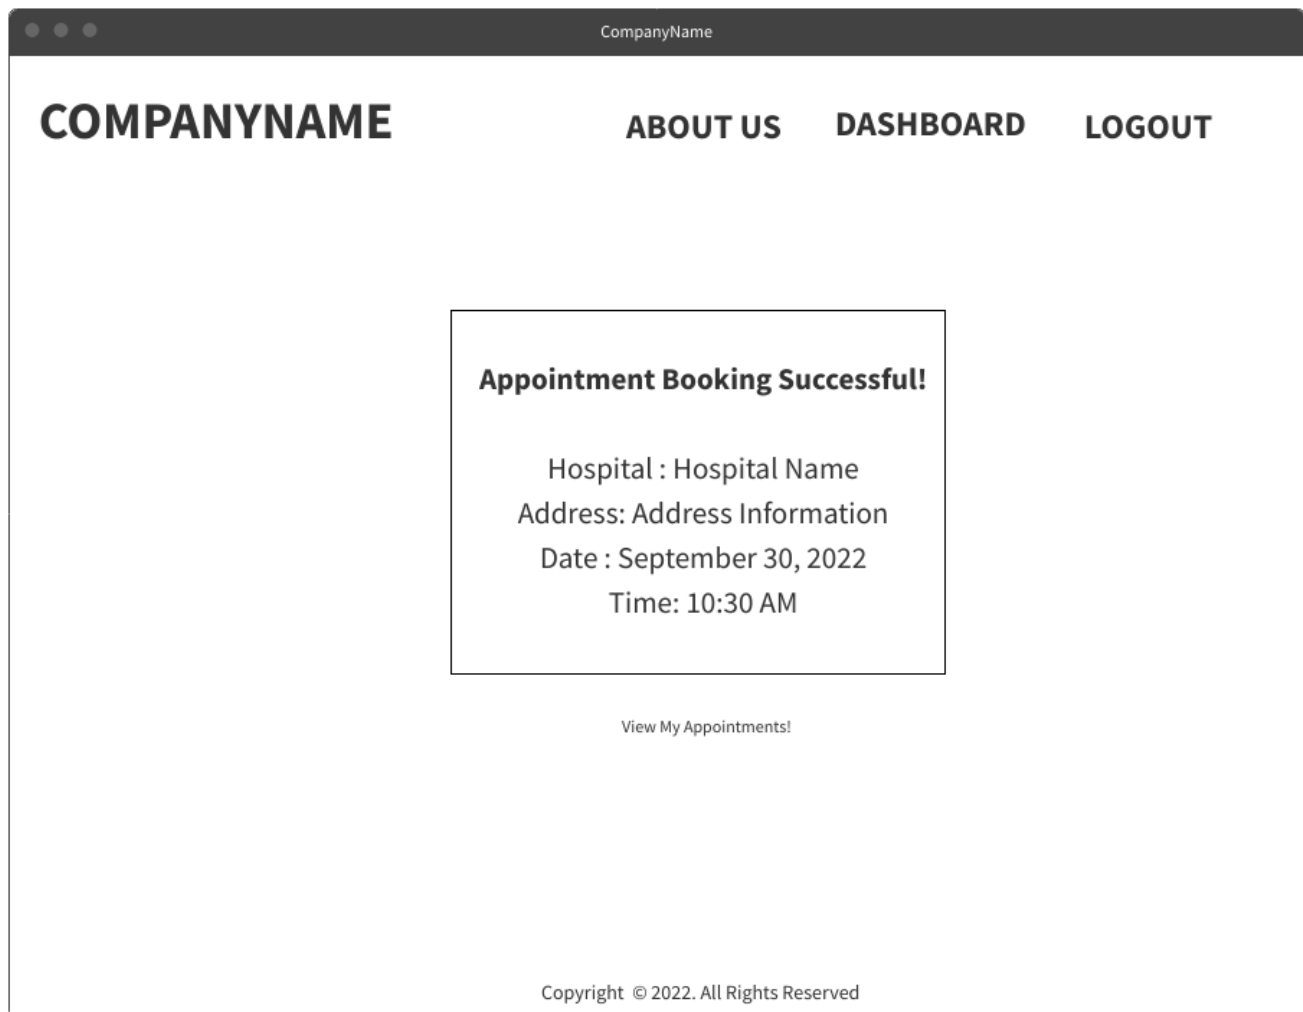 CompanyName
COMPANYNAME
ABOUT US DASHBOARD LOGOUT
Appointment Booking Successful!
Hospital : Hospital Name
Address: Address Information
Date : September 30, 2022
Time: 10:30 AM
View My Appointments!
Copyright © 2022. All Rights Reserved